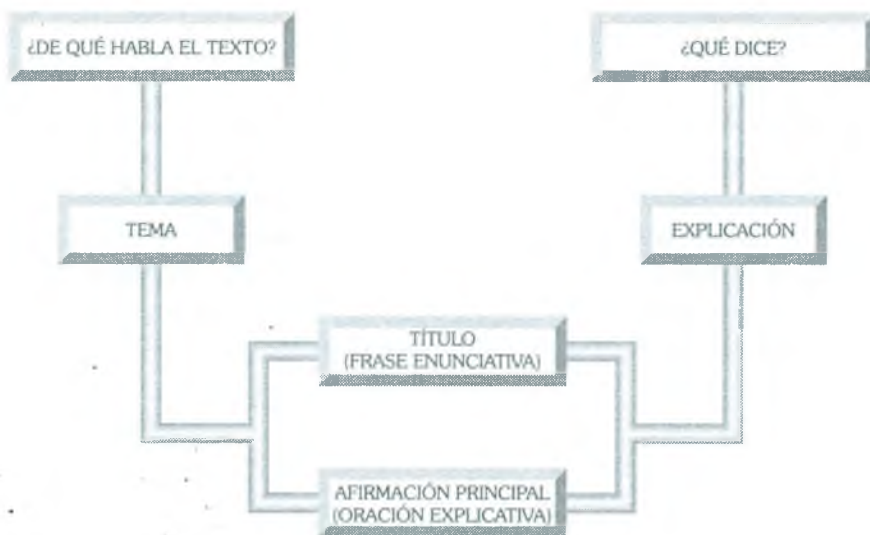 ¿DE QUÉ HABLA EL TEXTO?
¿QUÉ DICE?
TEMA
EXPLICACIÓN
TÍTULO
(FRASE ENUNCIATIVA)
AFIRMACIÓN PRINCIPAL
(ORACIÓN EXPLICATIVA)